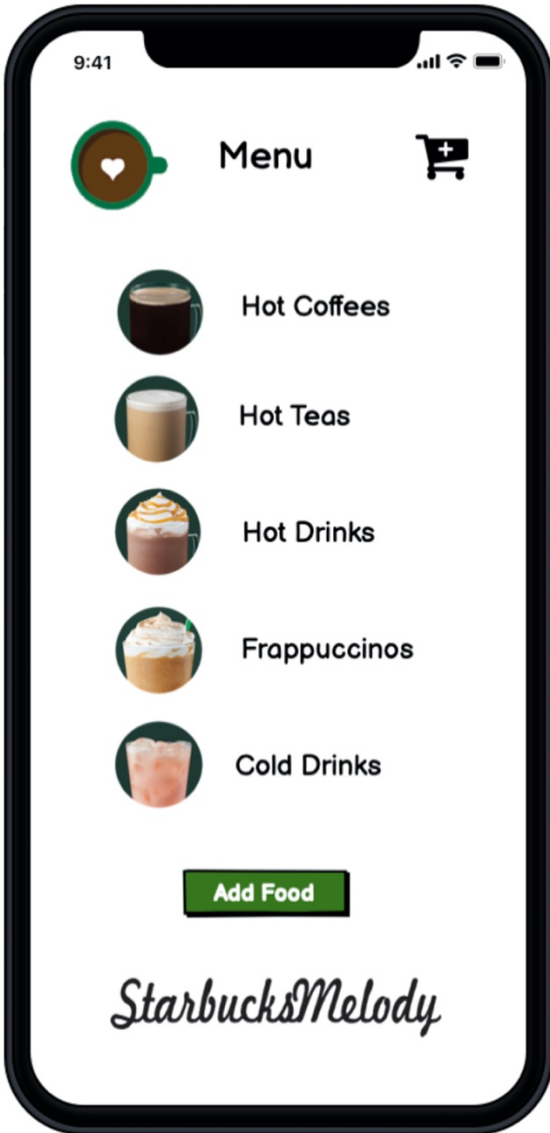 9:41
Menu
Hot Coffees
Hot Teas
Hot Drinks
Frappuccinos
Cold Drinks
Add Food
StarbucksMelody